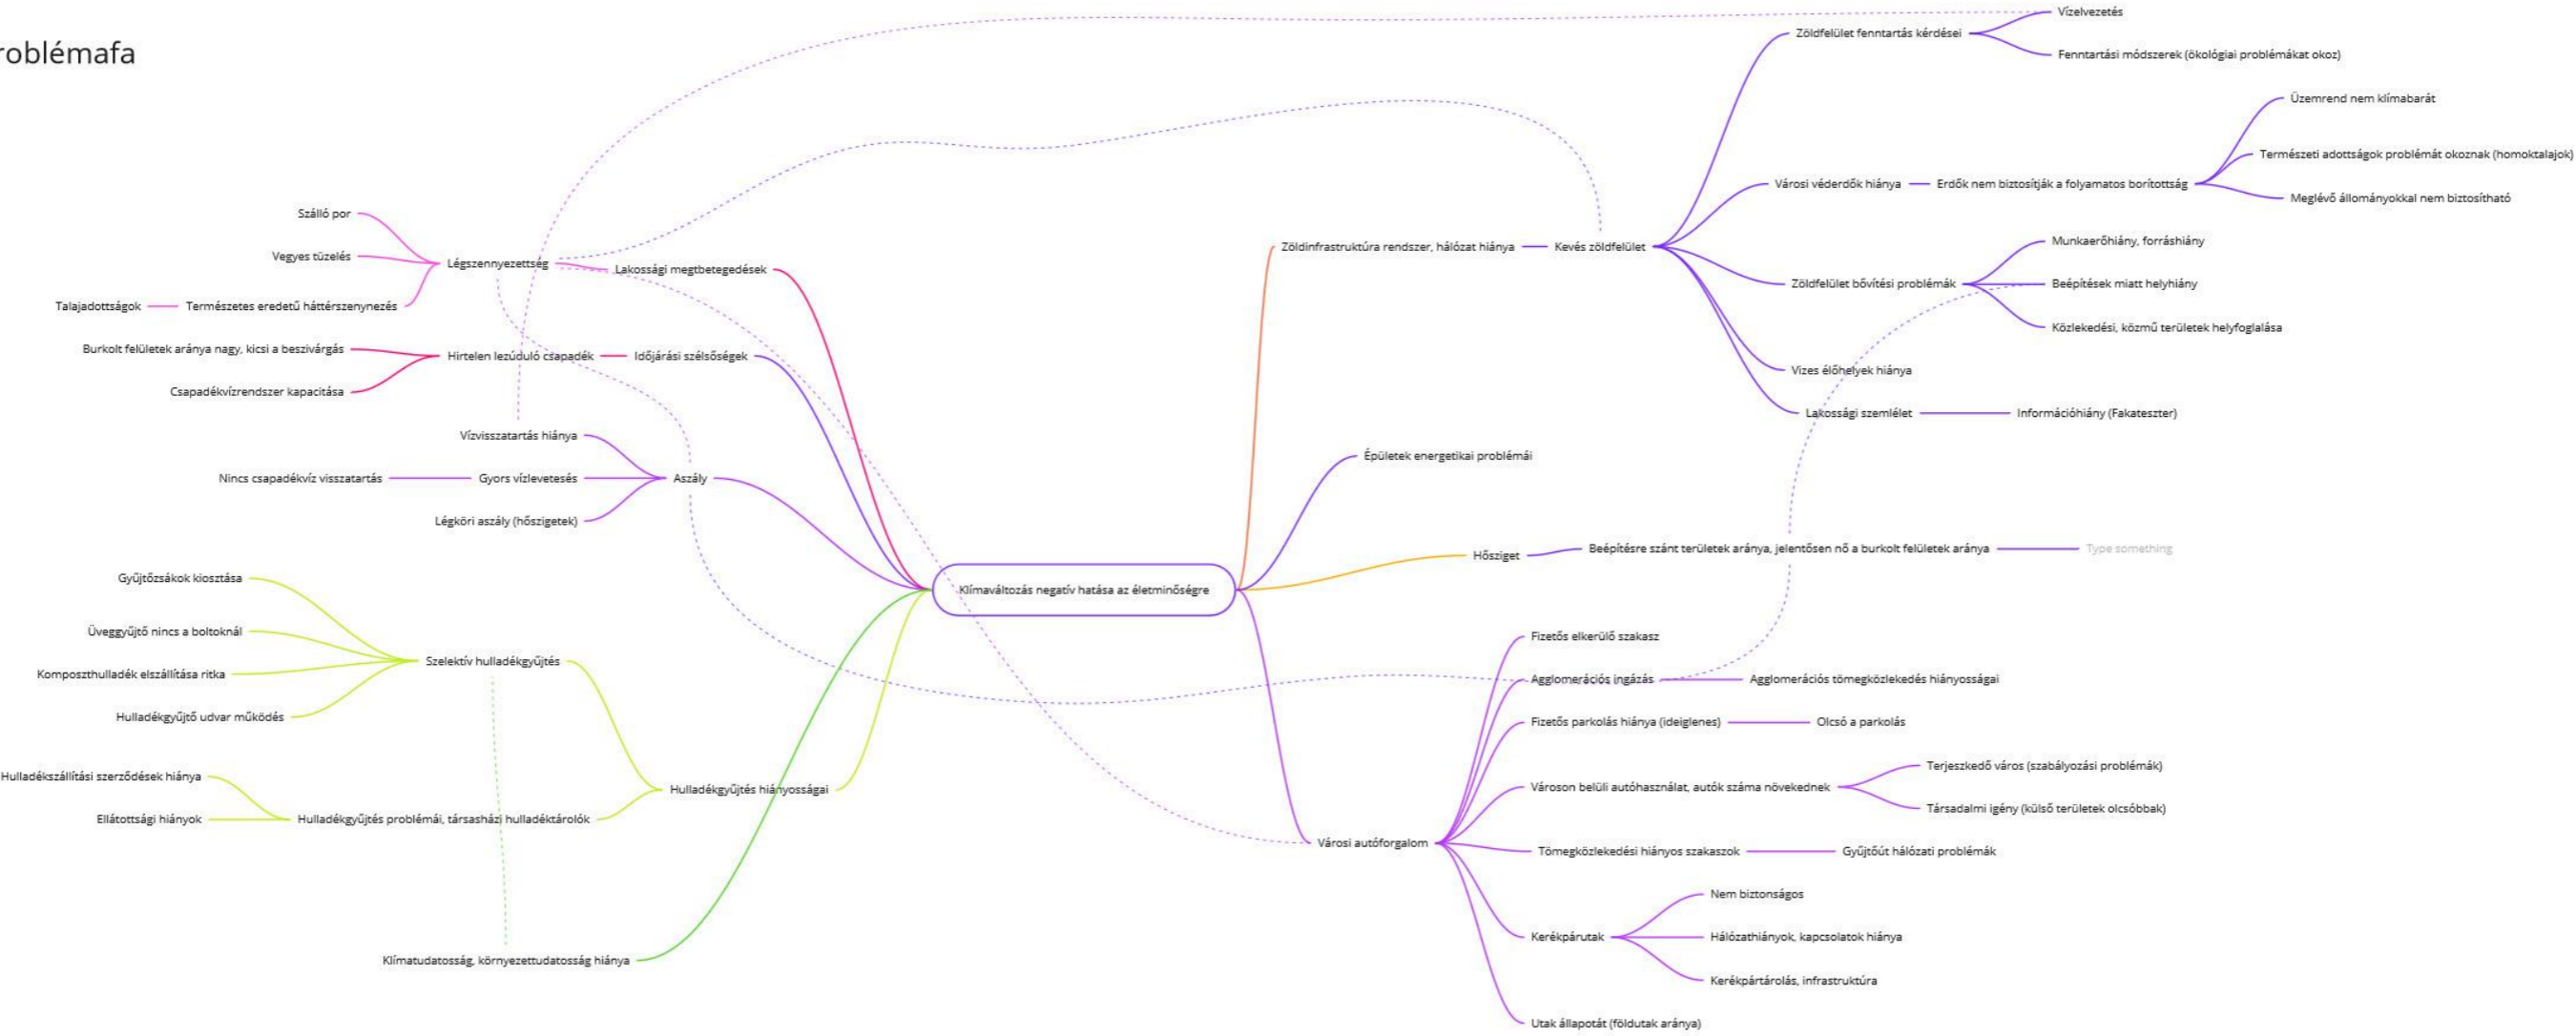 roblémafa
Vízelvezetés
Zöldfelület fenntartás kérdései
Fenntartási módszerek (ökológiai problémákat okoz)
Üzemrend nem klímabarát
Természeti adottságok problémát okoznak (homoktalajok)
Városi véderdők hiánya
Erdők nem biztosítják a folyamatos borítottság
Meglévő állományokkal nem biztosítható
Zöldinfrastruktúra rendszer, hálózat hiánya
Kevés zöldfelület
Munkaerőhiány, forráshiány
Zöldfelület bővítési problémák
Beépítések miatt helyhiány
Közlekedési, közmű területek helyfoglalása
Vizes élőhelyek hiánya
Lakossági szemlélet
Információhiány (Fakateszter)
Szálló por
Vegyes tüzelés
Légszennyezettség
Lakossági megtbetegedések
Talajadottságok
Természetes eredetű háttérszenynezés
Burkolt felületek aránya nagy, kicsi a beszivárgás
Hirtelen lezúduló csapadék
Időjárási szélsőségek
Csapadékvízrendszer kapacitása
Vízvisszatartás hiánya
Nincs csapadékvíz visszatartás
Gyors vízlevetesés
Aszály
Légköri aszály (hőszigetek)
Épületek energetikai problémái
Hősziget
Beépítésre szánt területek aránya, jelentősen nő a burkolt felületek aránya
Type something
Klímaváltozás negatív hatása az életminőségre
Gyűjtőzsákok kiosztása
Üveggyűjtő nincs a boltoknál
Szelektív hulladékgyűjtés
Komposzthulladék elszállítása ritka
Hulladékgyűjtő udvar működés
Hulladékszállítási szerződések hiánya
Hulladékgyűjtés hiányosságai
Ellátottsági hiányok
Hulladékgyűjtés problémái, társasházi hulladéktárolók
Klímatudatosság, környezettudatosság hiánya
Fizetős elkerülő szakasz
Agglomerációs ingázás
Agglomerációs tömegközlekedés hiányosságai
Fizetős parkolás hiánya (ideiglenes)
Olcsó a parkolás
Városon belüli autóhasználat, autók száma növekednek
Terjeszkedő város (szabályozási problémák)
Társadalmi igény (külső területek olcsóbbak)
Városi autóforgalom
Tömegközlekedési hiányos szakaszok
Gyűjtőút hálózati problémák
Nem biztonságos
Kerékpárutak
Hálózathiányok, kapcsolatok hiánya
Kerékpártárolás, infrastruktúra
Utak állapotát (földutak aránya)